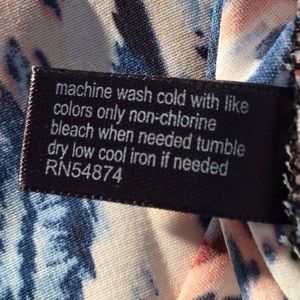 machine wash cold with like
colors only non-chlorine
bleach when needed tumble
dry low cool iron if needed
RN54874